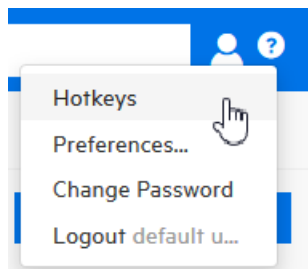 ?
Hotkeys
Preferences...
Change Password
Logout default u...